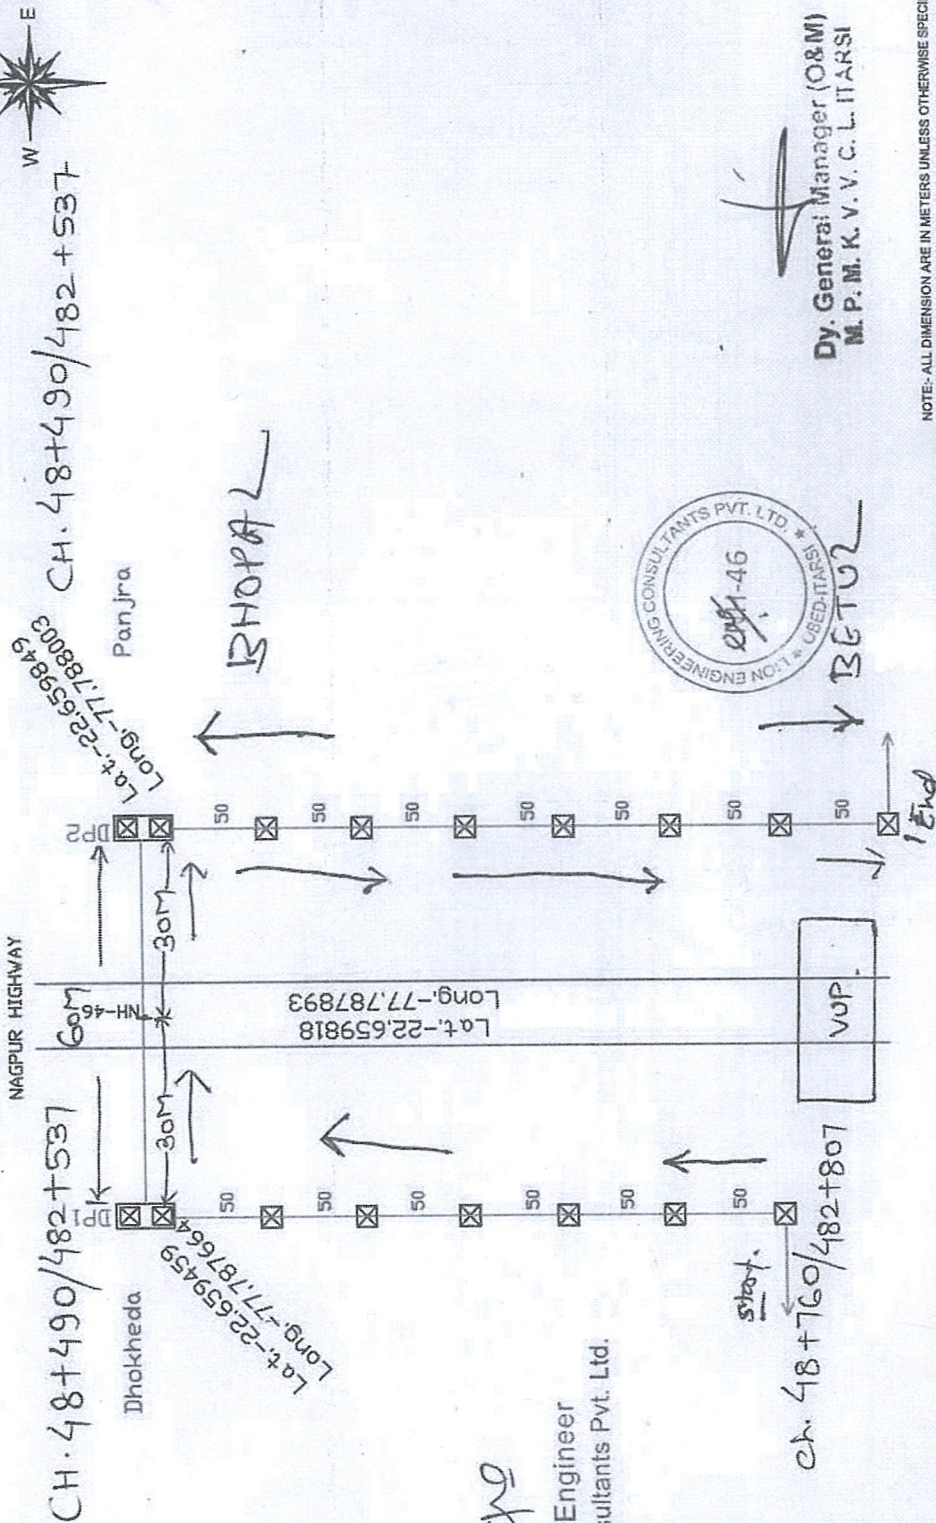 W E
NAGPUR HIGHWAY
CH.48+490/482+537
CH.48+490/482+537
Dhokheda
Panjra
DP1
DP2
60M
NH-46
30M
30M
Lat.-22.659459
Long.-77.787664
Lat.-22.659849
Long.-77.788003
Lat.-22.659818
Long.-77.787893
BHOPAL
50
50
50
50
50
50
50
50
50
50
50
50
50
start.
Ch. 48+760/482+807
VUP.
End
BETUL
LION ENGINEERING CONSULTANTS PVT. LTD. * OBED-ITARSI *
-46
Engineer
sultants Pvt. Ltd.
Dy. General Manager (O&M)
M. P. M. K. V. V. C. L. ITARSI
NOTE:- ALL DIMENSION ARE IN METERS UNLESS OTHERWISE SPECI